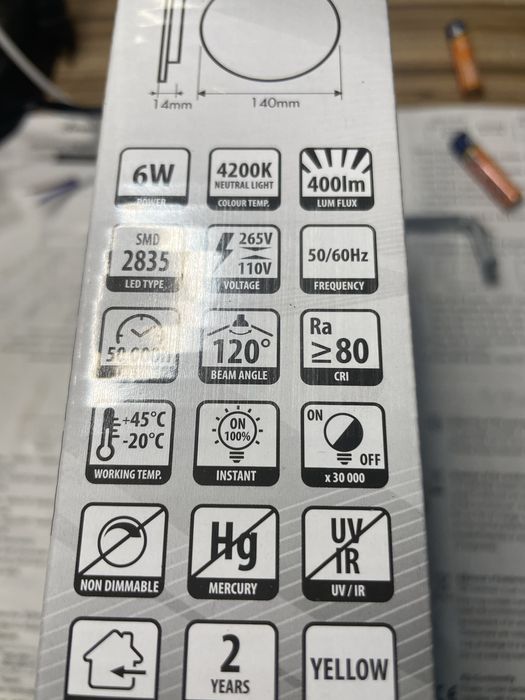 14mm 140mm
6W 4200K 400lm
NEUTRAL LIGHT
POWER COLOUR TEMP. LUM FLUX
SMD 265V
2835 110V 50/60Hz
LED TYPE VOLTAGE FREQUENCY
Ra
120° ≥80
BEAM ANGLE CRI
+45°C ON ON
-20°C 100% OFF
WORKING TEMP. INSTANT x 30 000
Hg UV
IR
NON DIMMABLE MERCURY UV / IR
2 YELLOW
YEARS